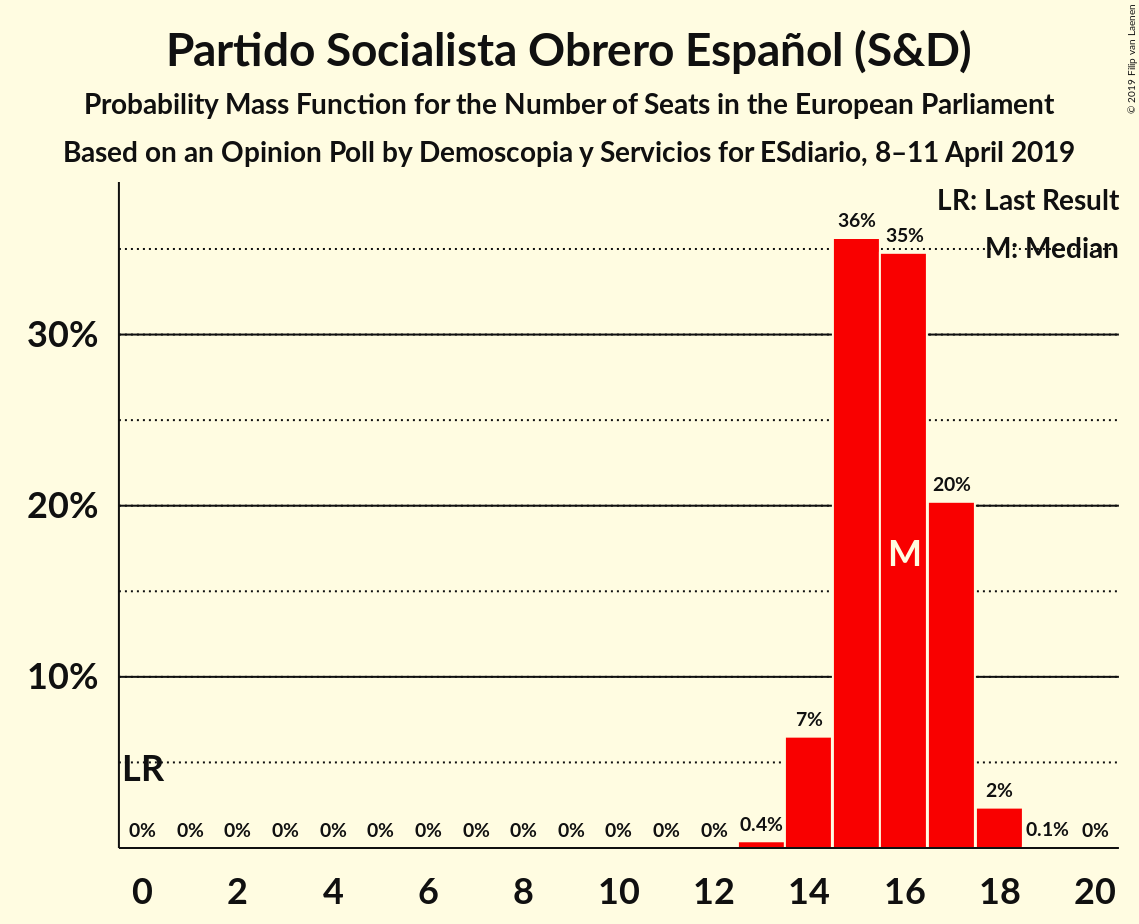 Partido Socialista Obrero Español (S&D)
Probability Mass Function for the Number of Seats in the European Parliament
Based on an Opinion Poll by Demoscopia y Servicios for ESdiario, 8–11 April 2019
© 2019 Filip van Laenen
LR: Last Result
M: Median
36%
35%
30%
20%
20%
M
10%
7%
LR
2%
0% 0% 0% 0% 0% 0% 0% 0% 0% 0% 0% 0% 0% 0.4% 0.1% 0%
0 2 4 6 8 10 12 14 16 18 20